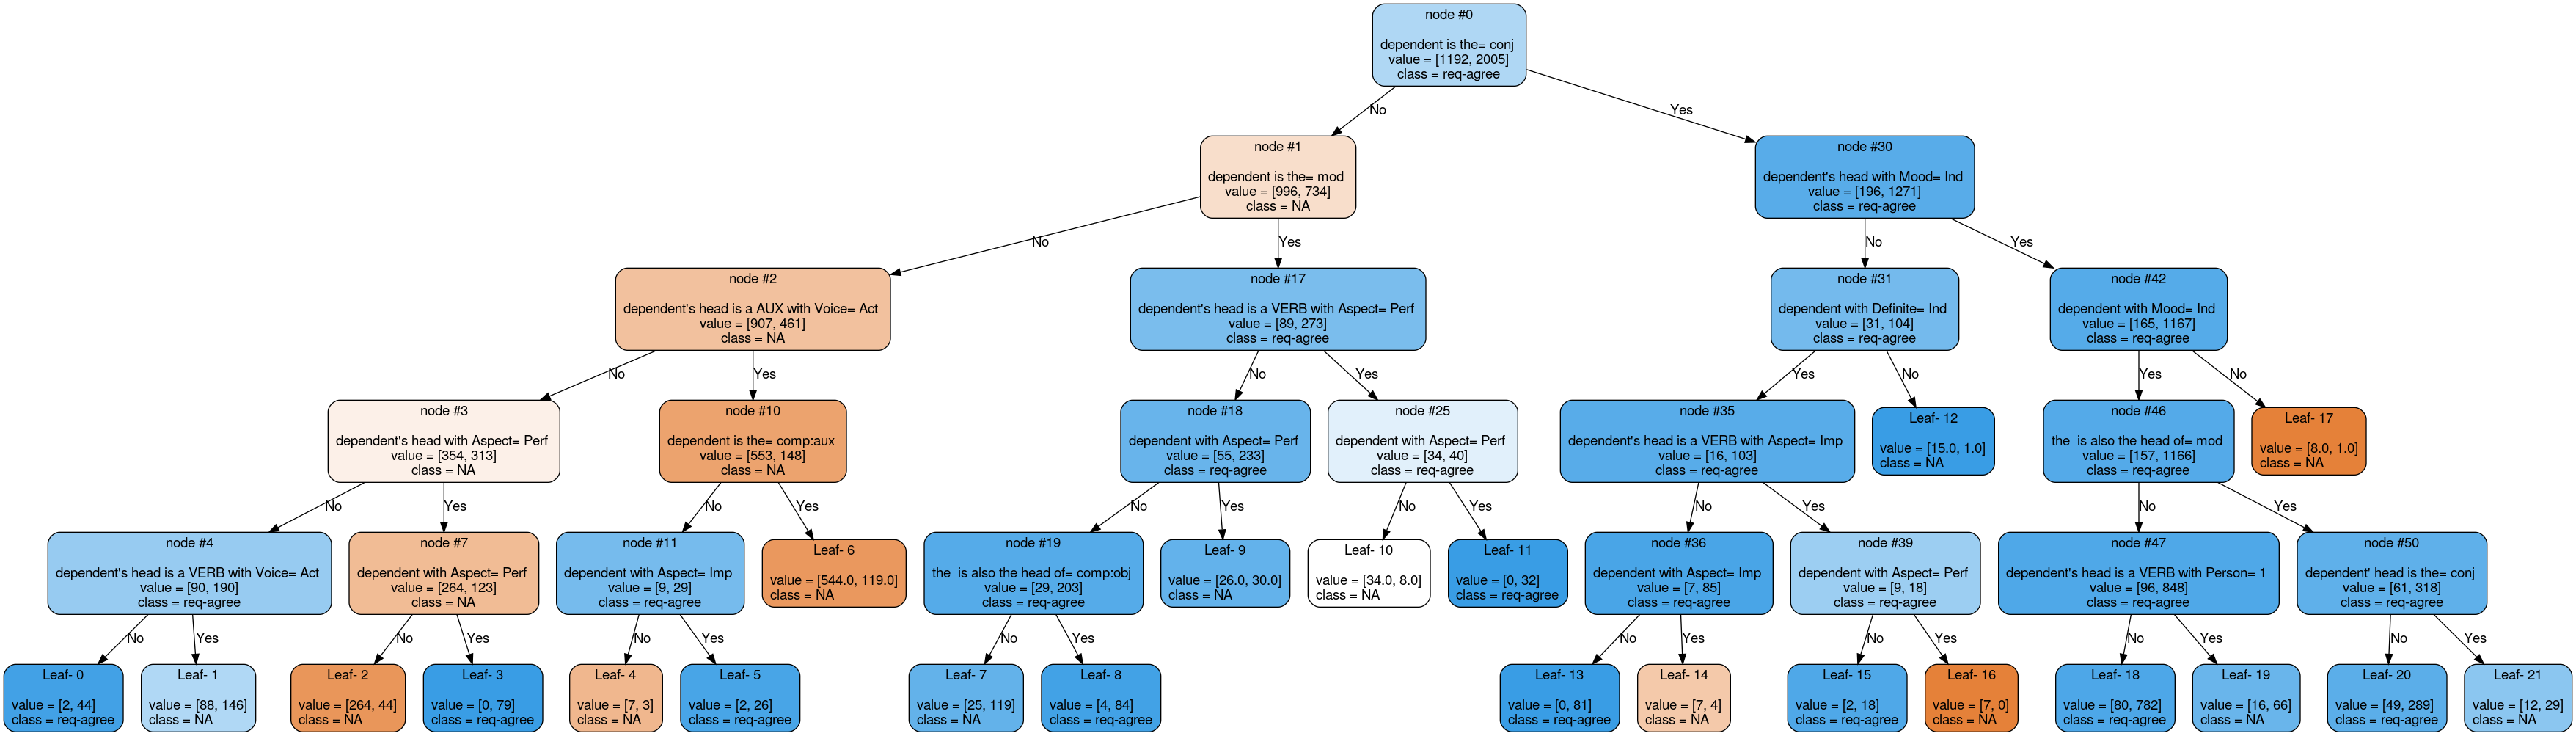 node #0
dependent is the= conj
value = [1192, 2005]
class = req-agree
No
Yes
node #1
dependent is the= mod
value = [996, 734]
class = NA
node #30
dependent's head with Mood= Ind
value = [196, 1271]
class = req-agree
No
Yes
No
Yes
node #2
dependent's head is a AUX with Voice= Act
value = [907, 461]
class = NA
node #17
dependent's head is a VERB with Aspect= Perf
value = [89, 273]
class = req-agree
node #31
dependent with Definite= Ind
value = [31, 104]
class = req-agree
node #42
dependent with Mood= Ind
value = [165, 1167]
class = req-agree
No
Yes
No
Yes
Yes
No
Yes
No
node #3
dependent's head with Aspect= Perf
value = [354, 313]
class = NA
node #10
dependent is the= comp:aux
value = [553, 148]
class = NA
node #18
dependent with Aspect= Perf
value = [55, 233]
class = req-agree
node #25
dependent with Aspect= Perf
value = [34, 40]
class = req-agree
node #35
dependent's head is a VERB with Aspect= Imp
value = [16, 103]
class = req-agree
Leaf- 12
value = [15.0, 1.0]
class = NA
node #46
the  is also the head of= mod
value = [157, 1166]
class = req-agree
Leaf- 17
value = [8.0, 1.0]
class = NA
No
Yes
No
Yes
No
Yes
No
Yes
No
Yes
No
Yes
node #4
dependent's head is a VERB with Voice= Act
value = [90, 190]
class = req-agree
node #7
dependent with Aspect= Perf
value = [264, 123]
class = NA
node #11
dependent with Aspect= Imp
value = [9, 29]
class = req-agree
Leaf- 6
value = [544.0, 119.0]
class = NA
node #19
the  is also the head of= comp:obj
value = [29, 203]
class = req-agree
Leaf- 9
value = [26.0, 30.0]
class = NA
Leaf- 10
value = [34.0, 8.0]
class = NA
Leaf- 11
value = [0, 32]
class = req-agree
node #36
dependent with Aspect= Imp
value = [7, 85]
class = req-agree
node #39
dependent with Aspect= Perf
value = [9, 18]
class = req-agree
node #47
dependent's head is a VERB with Person= 1
value = [96, 848]
class = req-agree
node #50
dependent' head is the= conj
value = [61, 318]
class = req-agree
No
Yes
No
Yes
No
Yes
No
Yes
No
Yes
No
Yes
No
Yes
No
Yes
Leaf- 0
value = [2, 44]
class = req-agree
Leaf- 1
value = [88, 146]
class = NA
Leaf- 2
value = [264, 44]
class = NA
Leaf- 3
value = [0, 79]
class = req-agree
Leaf- 4
value = [7, 3]
class = NA
Leaf- 5
value = [2, 26]
class = req-agree
Leaf- 7
value = [25, 119]
class = NA
Leaf- 8
value = [4, 84]
class = req-agree
Leaf- 13
value = [0, 81]
class = req-agree
Leaf- 14
value = [7, 4]
class = NA
Leaf- 15
value = [2, 18]
class = req-agree
Leaf- 16
value = [7, 0]
class = NA
Leaf- 18
value = [80, 782]
class = req-agree
Leaf- 19
value = [16, 66]
class = NA
Leaf- 20
value = [49, 289]
class = req-agree
Leaf- 21
value = [12, 29]
class = NA